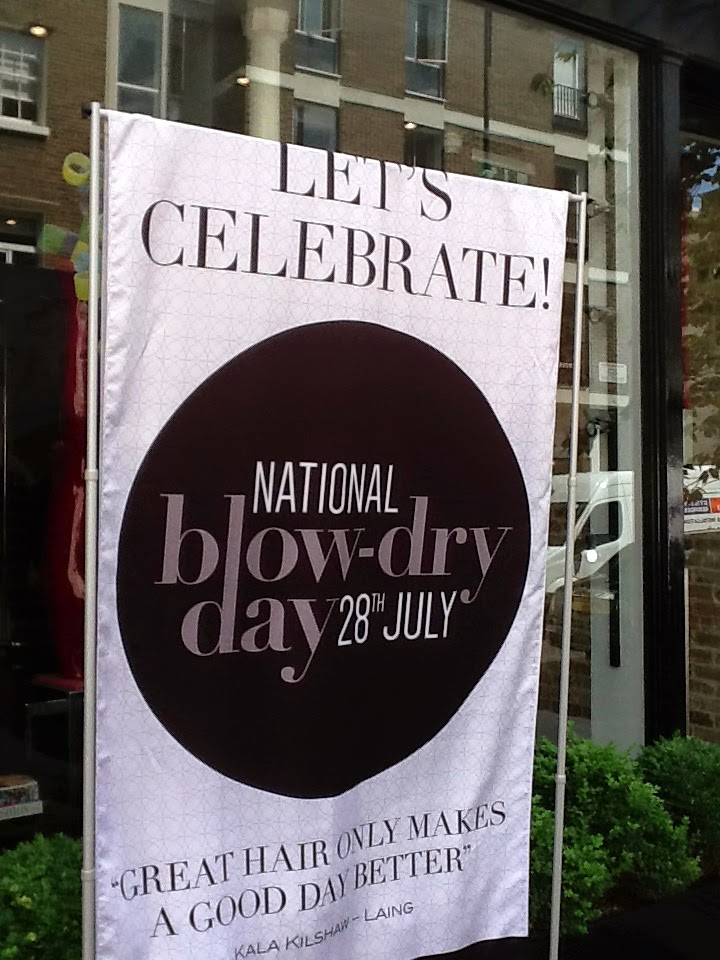 LET'S
CELEBRATE!
NATIONAL
blow-dry
day 28TH JULY
"GREAT HAIR ONLY MAKES
A GOOD DAY BETTER"
KALA KILSHAW - LAING